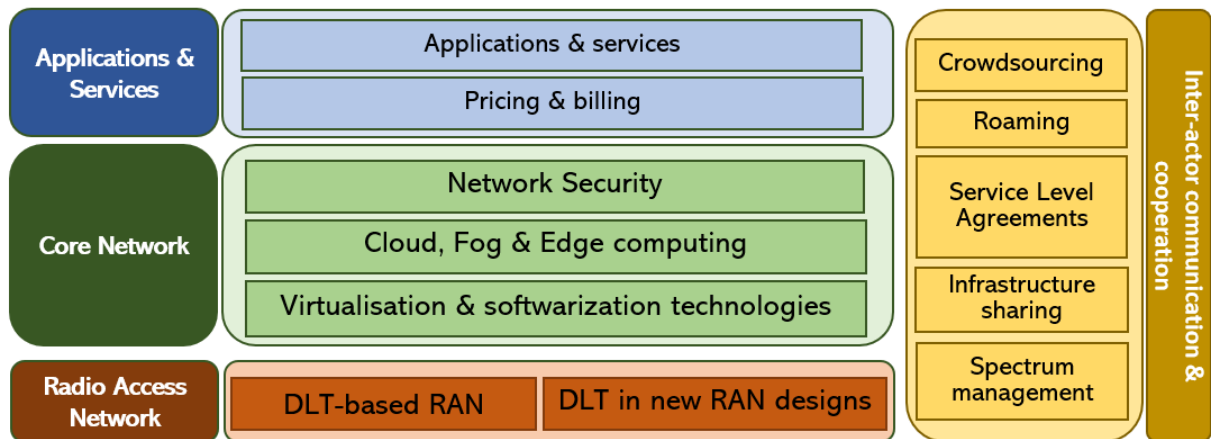 Applications &
Services
Applications & services
Pricing & billing
Core Network
Network Security
Cloud, Fog & Edge computing
Virtualisation & softwarization technologies
Radio Access
Network
DLT-based RAN
DLT in new RAN designs
Crowdsourcing
Roaming
Service Level
Agreements
Infrastructure
sharing
Spectrum
management
Inter-actor communication &
cooperation